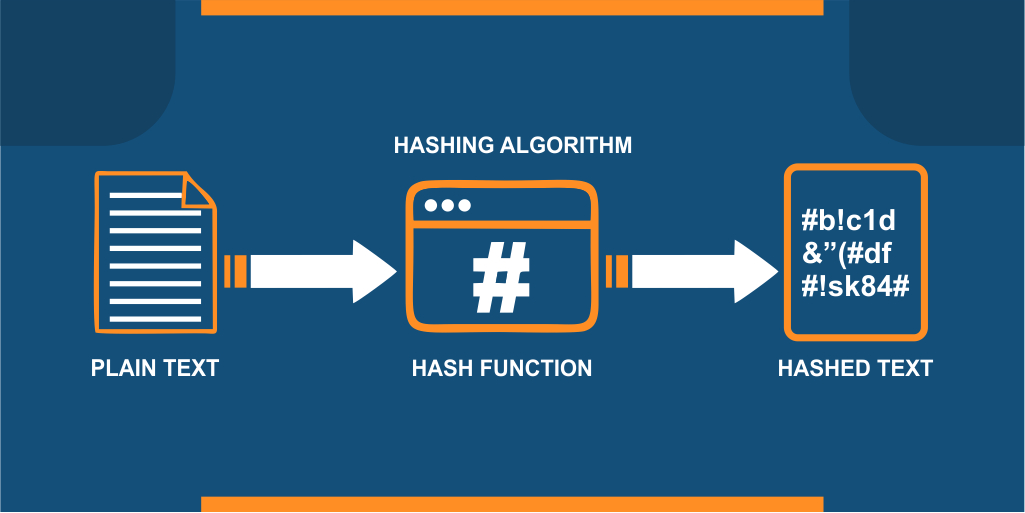 HASHING ALGORITHM
#
#b!c1d
&”(#df
#!sk84#
PLAIN TEXT
HASH FUNCTION
HASHED TEXT